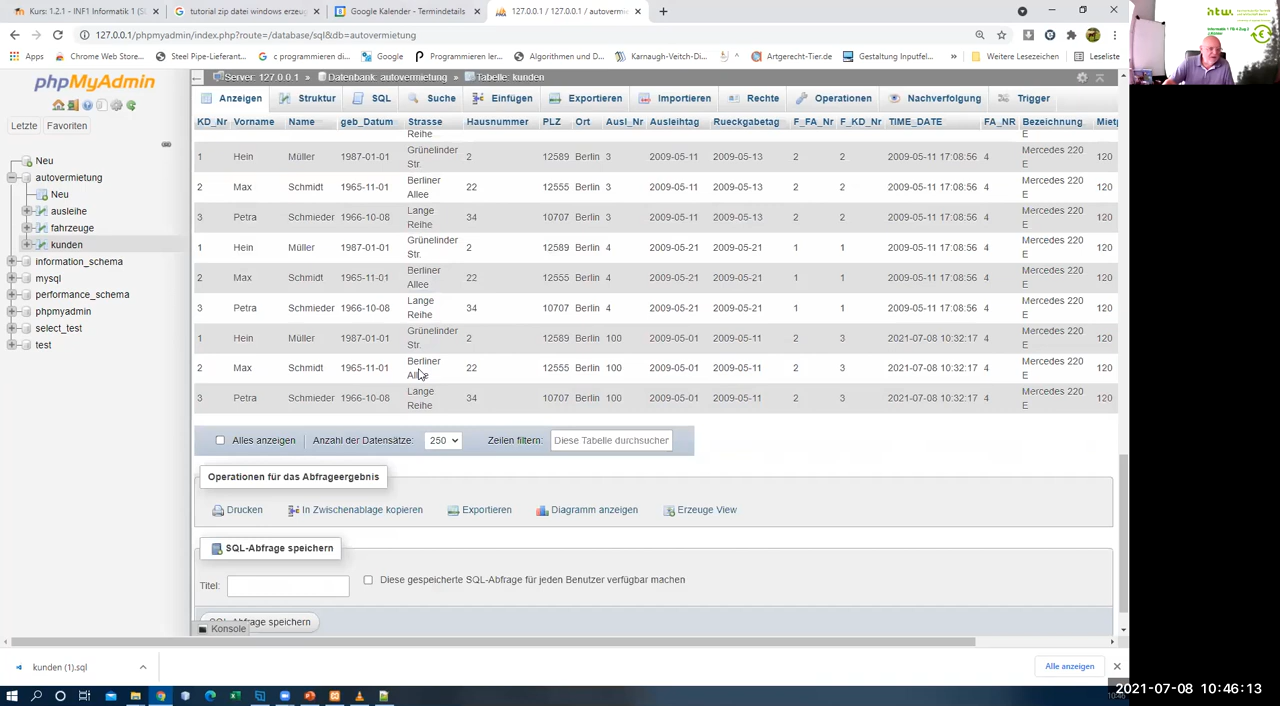 Kurs: 1.2.1 - INF1 Informatik 1 (SL
tutorial zip datei windows erzeug
Google Kalender - Termindetails
127.0.0.1 / 127.0.0.1 / autovermie
127.0.0.1/phpmyadmin/index.php?route=/database/sql&db=autovermietung
Apps
Chrome Web Store...
Steel Pipe-Lieferant...
Google
Programmieren ler...
Algorithmen und D...
Karnaugh-Veitch-Di...
Artgerecht-Tier.de
Gestaltung Inputfel...
»
Weitere Lesezeichen
Leseliste
phpMyAdmin
Letzte Favoriten
Neu
autovermietung
Neu
ausleihe
fahrzeuge
kunden
information_schema
mysql
performance_schema
phpmyadmin
select_test
test
Server: 127.0.0.1 » Datenbank: autovermietung » Tabelle: kunden
Anzeigen Struktur SQL Suche Einfügen Exportieren Importieren Rechte Operationen Nachverfolgung Trigger
KD_Nr Vorname Name geb_Datum Strasse Hausnummer PLZ Ort Ausl_Nr Ausleihtag Rueckgabetag F_FA_Nr F_KD_Nr TIME_DATE FA_NR Bezeichnung Mietp
Reihe E
1 Hein Müller 1987-01-01 Grünelinder Str. 2 12589 Berlin 3 2009-05-11 2009-05-13 2 2 2009-05-11 17:08:56 4 Mercedes 220 E 120
2 Max Schmidt 1965-11-01 Berliner Allee 22 12555 Berlin 3 2009-05-11 2009-05-13 2 2 2009-05-11 17:08:56 4 Mercedes 220 E 120
3 Petra Schmieder 1966-10-08 Lange Reihe 34 10707 Berlin 3 2009-05-11 2009-05-13 2 2 2009-05-11 17:08:56 4 Mercedes 220 E 120
1 Hein Müller 1987-01-01 Grünelinder Str. 2 12589 Berlin 4 2009-05-21 2009-05-21 1 1 2009-05-11 17:08:56 4 Mercedes 220 E 120
2 Max Schmidt 1965-11-01 Berliner Allee 22 12555 Berlin 4 2009-05-21 2009-05-21 1 1 2009-05-11 17:08:56 4 Mercedes 220 E 120
3 Petra Schmieder 1966-10-08 Lange Reihe 34 10707 Berlin 4 2009-05-21 2009-05-21 1 1 2009-05-11 17:08:56 4 Mercedes 220 E 120
1 Hein Müller 1987-01-01 Grünelinder Str. 2 12589 Berlin 100 2009-05-01 2009-05-11 2 3 2021-07-08 10:32:17 4 Mercedes 220 E 120
2 Max Schmidt 1965-11-01 Berliner Allee 22 12555 Berlin 100 2009-05-01 2009-05-11 2 3 2021-07-08 10:32:17 4 Mercedes 220 E 120
3 Petra Schmieder 1966-10-08 Lange Reihe 34 10707 Berlin 100 2009-05-01 2009-05-11 2 3 2021-07-08 10:32:17 4 Mercedes 220 E 120
Alles anzeigen Anzahl der Datensätze: 250 Zeilen filtern: Diese Tabelle durchsuchen
Operationen für das Abfrageergebnis
Drucken In Zwischenablage kopieren Exportieren Diagramm anzeigen Erzeuge View
SQL-Abfrage speichern
Titel: Diese gespeicherte SQL-Abfrage für jeden Benutzer verfügbar machen
SQL-Abfrage speichern
Konsole
kunden (1).sql
Alle anzeigen
htw
2021-07-08 10:46:13